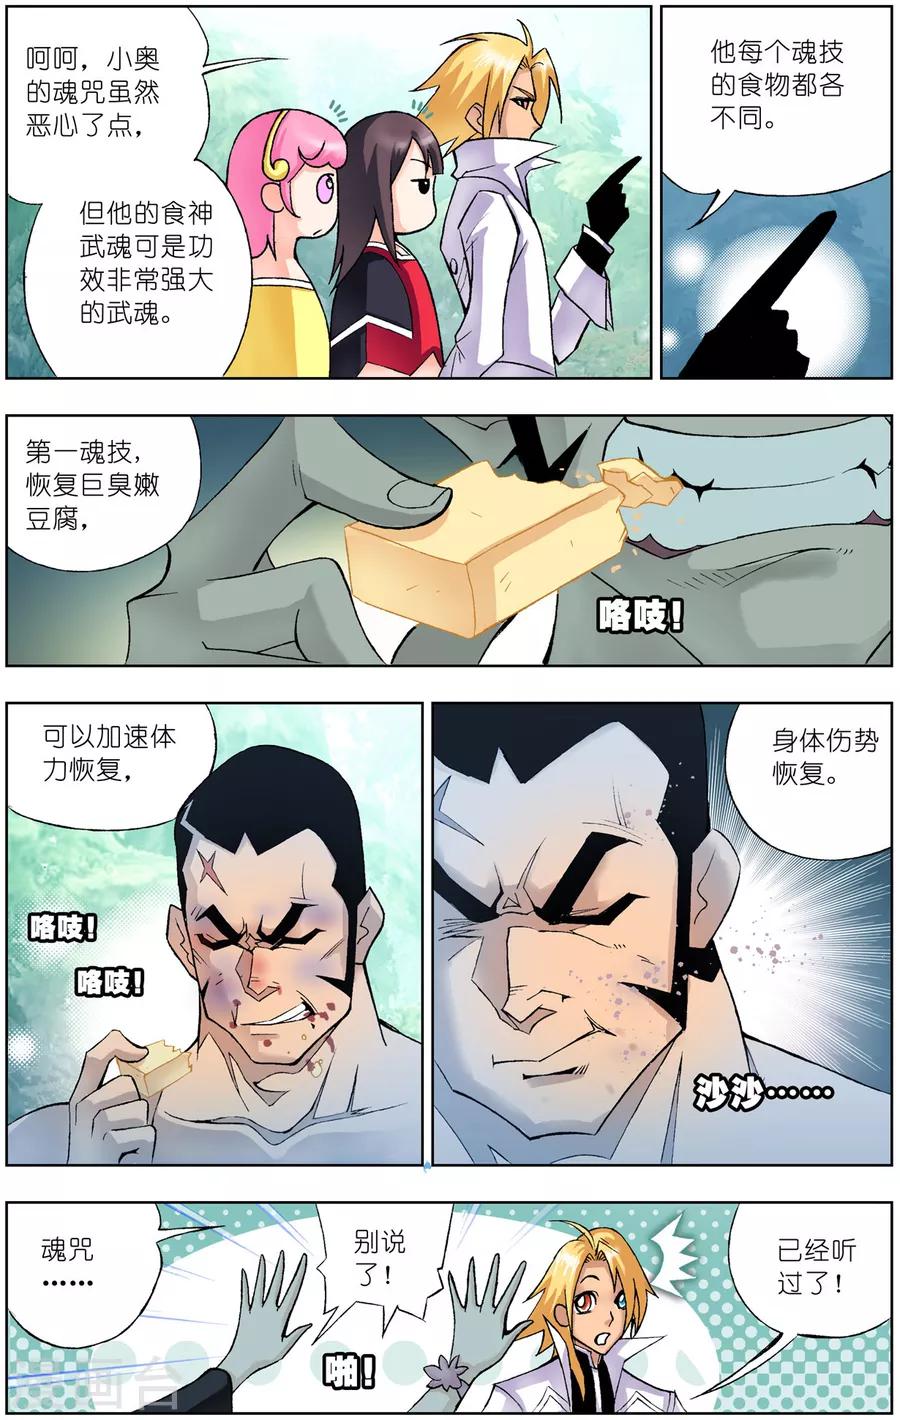 呵呵，小奥
的魂咒虽然
恶心了点，
但他的食神
武魂可是功
效非常强大
的武魂。
他每个魂技
的食物都各
不同。
第一魂技，
恢复巨臭嫩
豆腐，
咯吱！
可以加速体
力恢复，
咯吱！
咯吱！
身体伤势
恢复。
沙沙……
魂咒
……
别说
了！
已经听
过了！
啪！
漫画台